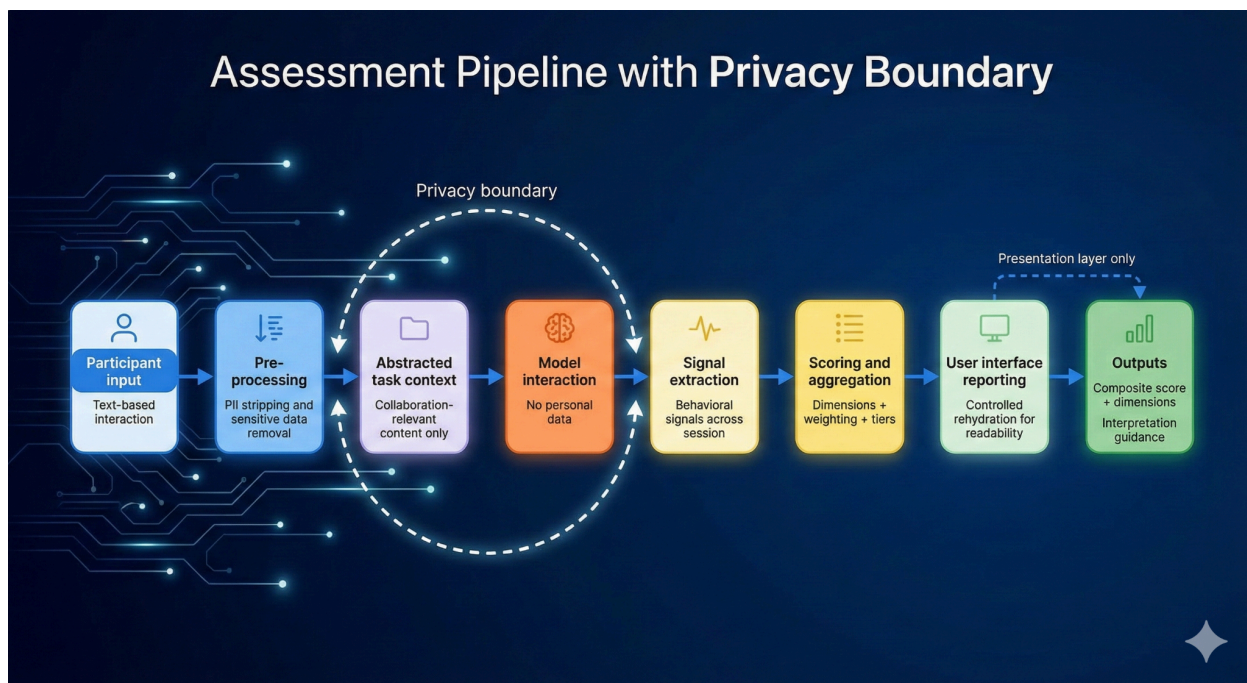 Assessment Pipeline with Privacy Boundary
Privacy boundary
Presentation layer only
Participant
input
Text-based
interaction
Pre-
processing
PII stripping and
sensitive data
removal
Abstracted
task context
Collaboration-
relevant
content only
Model
interaction
No personal
data
Signal
extraction
Behavioral
signals across
session
Scoring and
aggregation
Dimensions +
weighting + tiers
User interface
reporting
Controlled
rehydration for
readability
Outputs
Composite score
+ dimensions
Interpretation
guidance